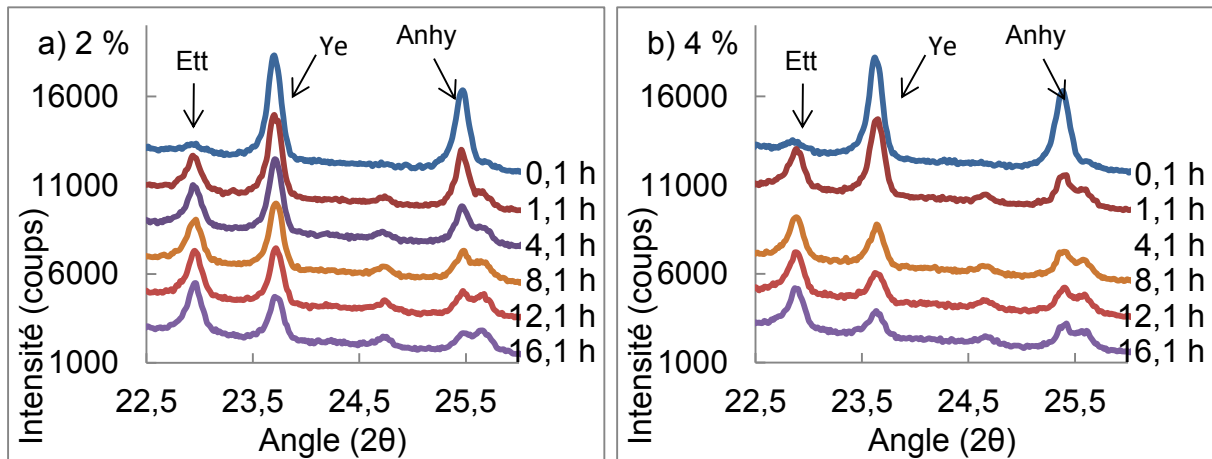 a) 2 %
Ett
Ye
Anhy
16000
11000
6000
1000
Intensité (coups)
0,1 h
1,1 h
4,1 h
8,1 h
12,1 h
16,1 h
22,5 23,5 24,5 25,5
Angle (2θ)
b) 4 %
Ett
Ye
Anhy
16000
11000
6000
1000
Intensité (coups)
0,1 h
1,1 h
4,1 h
8,1 h
12,1 h
16,1 h
22,5 23,5 24,5 25,5
Angle (2θ)